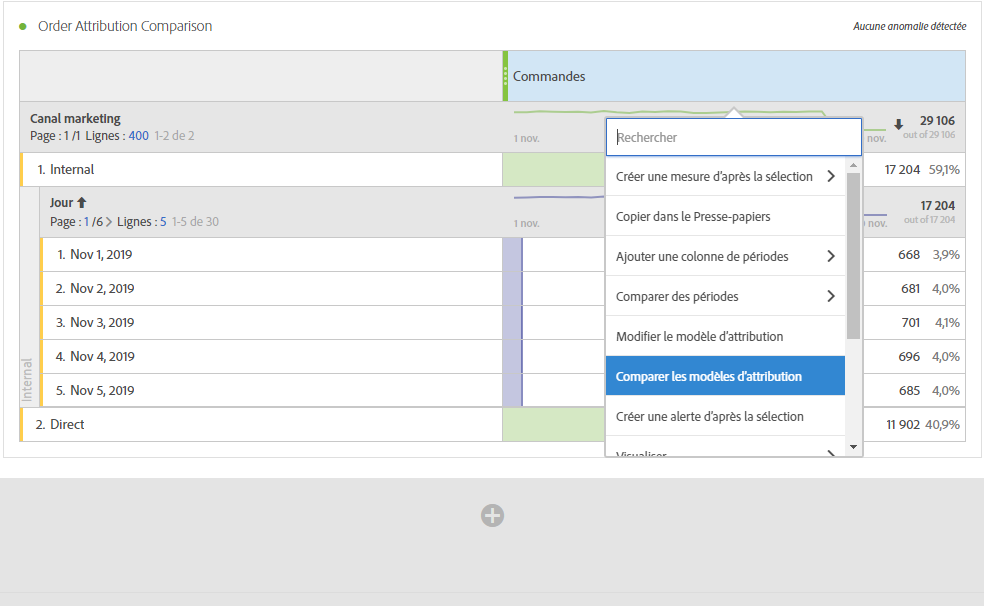 Order Attribution Comparison
Aucune anomalie détectée
Commandes
Canal marketing
Page : 1 /1 Lignes : 400 1-2 de 2
1 nov.
nov.
29 106
out of 29 106
Rechercher
1. Internal
17 204 59,1%
Créer une mesure d'après la sélection
Jour
Page : 1 /6 Lignes : 5 1-5 de 30
1 nov.
nov.
17 204
out of 17 204
Copier dans le Presse-papiers
1. Nov 1, 2019
668 3,9%
Ajouter une colonne de périodes
2. Nov 2, 2019
681 4,0%
Comparer des périodes
3. Nov 3, 2019
701 4,1%
Modifier le modèle d'attribution
4. Nov 4, 2019
696 4,0%
Comparer les modèles d'attribution
5. Nov 5, 2019
685 4,0%
Internal
Créer une alerte d'après la sélection
2. Direct
11 902 40,9%
Visualiser